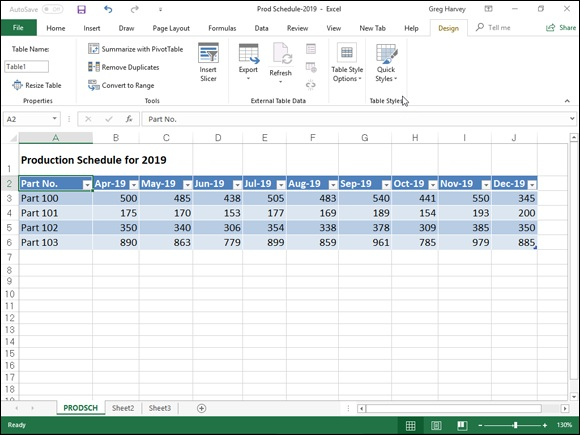 AutoSave Off Prod Schedule-2019 - Excel Greg Harvey
File Home Insert Draw Page Layout Formulas Data Review View New Tab Help Design Tell me Share
Table Name:
Table1
Resize Table
Properties
Summarize with PivotTable
Remove Duplicates
Convert to Range
Tools
Insert
Slicer
Export
Refresh
External Table Data
Table Style
Options
Quick
Styles
Table Styles
A2 fx Part No.
A B C D E F G H I J
1 Production Schedule for 2019
2 Part No. Apr-19 May-19 Jun-19 Jul-19 Aug-19 Sep-19 Oct-19 Nov-19 Dec-19
3 Part 100 500 485 438 505 483 540 441 550 345
4 Part 101 175 170 153 177 169 189 154 193 200
5 Part 102 350 340 306 354 338 378 309 385 350
6 Part 103 890 863 779 899 859 961 785 979 885
7
8
9
10
11
12
13
14
15
16
17
18
PRODSCH Sheet2 Sheet3
Ready 130%